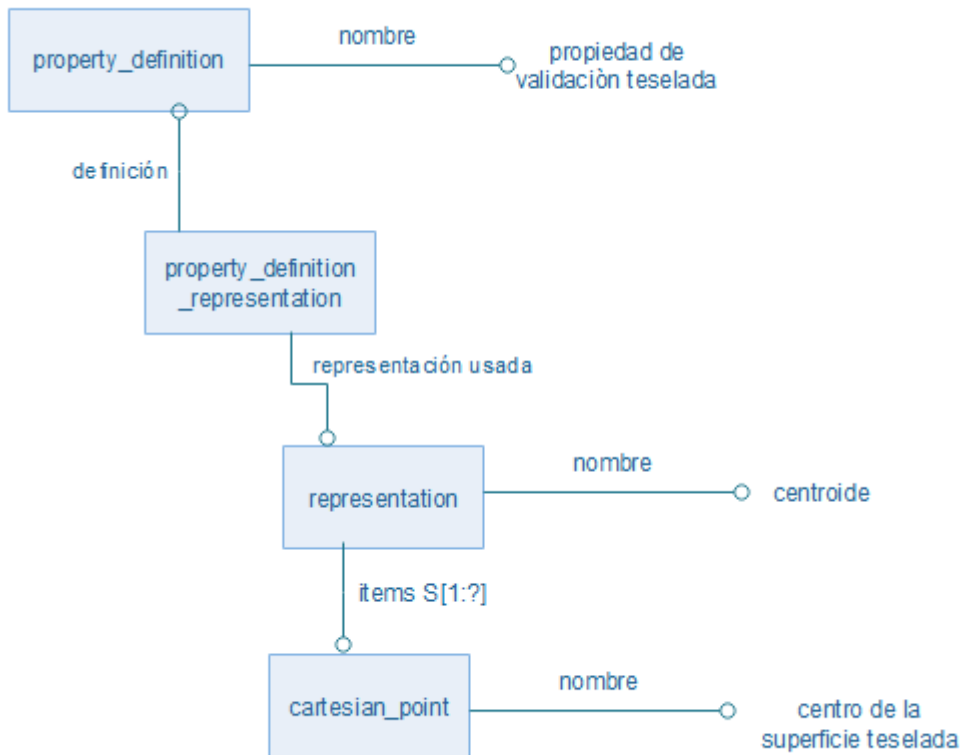 nombre
property_definition
propiedad de
validaciòn teselada
definición
property_definition
_representation
representación usada
nombre
representation
centroide
items S[1:?]
nombre
cartesian_point
centro de la
superficie teselada